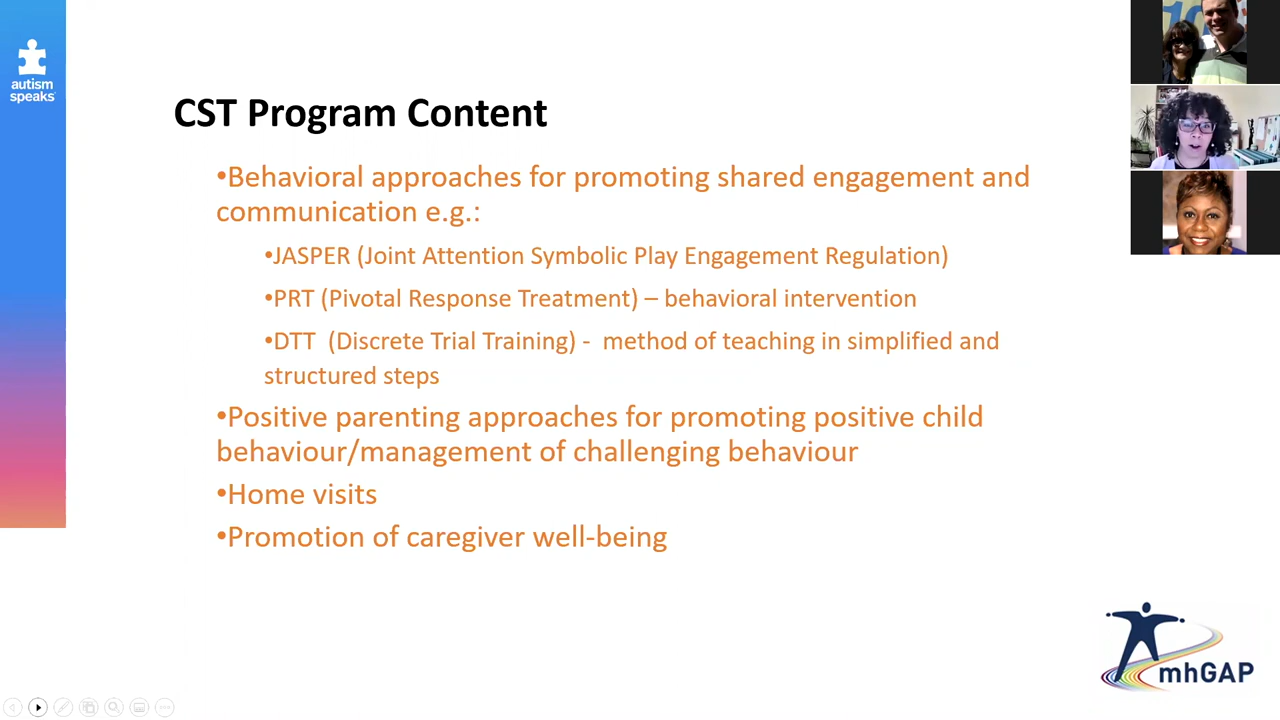 autism
speaks
CST Program Content
•Behavioral approaches for promoting shared engagement and
communication e.g.:
•JASPER (Joint Attention Symbolic Play Engagement Regulation)
•PRT (Pivotal Response Treatment) – behavioral intervention
•DTT  (Discrete Trial Training) -  method of teaching in simplified and
structured steps
•Positive parenting approaches for promoting positive child
behaviour/management of challenging behaviour
•Home visits
•Promotion of caregiver well-being
mhGAP